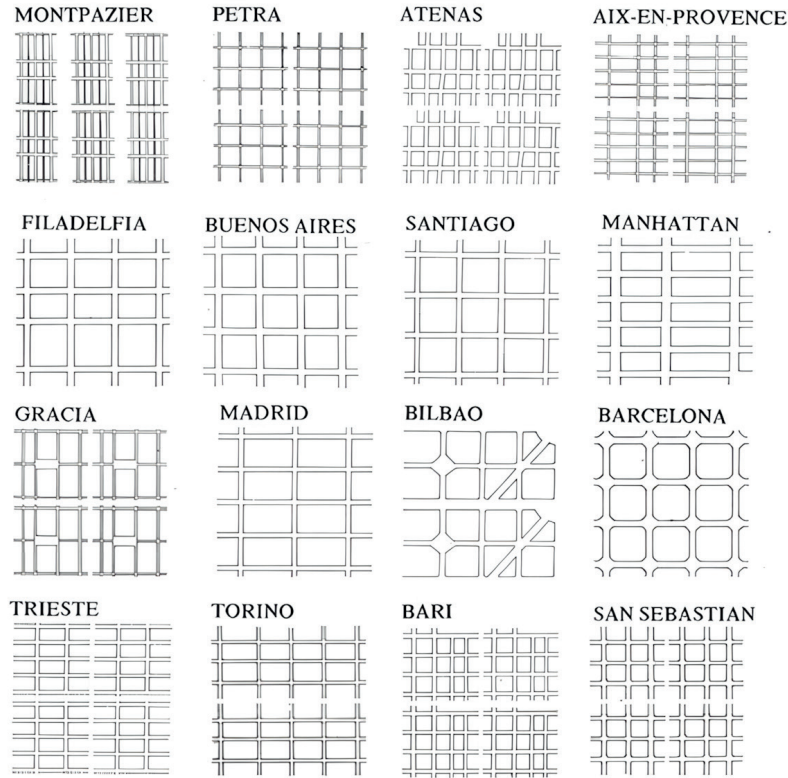 MONTPAZIER PETRA ATENAS AIX-EN-PROVENCE
FILADELFIA BUENOS AIRES SANTIAGO MANHATTAN
GRACIA MADRID BILBAO BARCELONA
TRIESTE TORINO BARI SAN SEBASTIAN